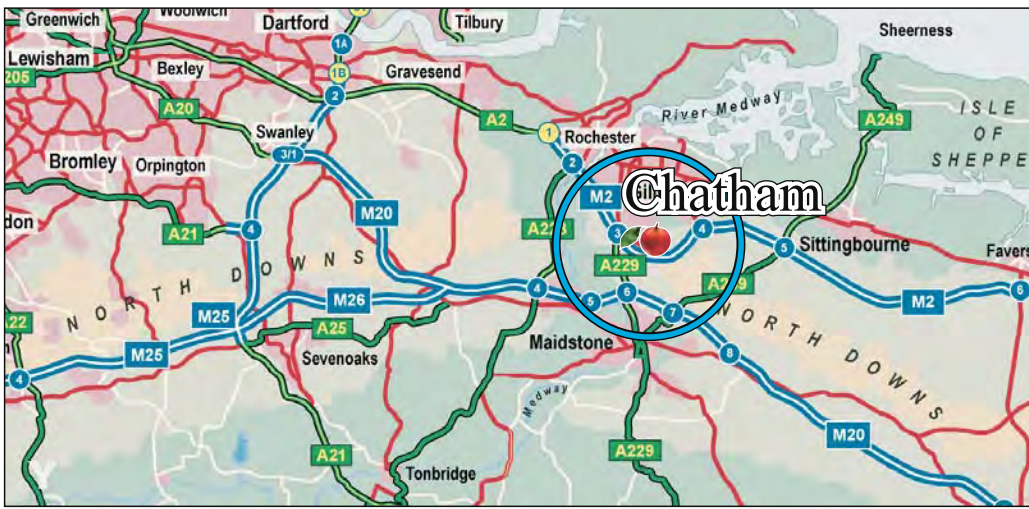 Greenwich
Woolwich
Dartford
Tilbury
Sheerness
Lewisham
1A
205
Bexley
1B
Gravesend
2
A20
A2
River Medway
A249
ISLE
OF
SHEPPE
1
Rochester
Swanley
3/1
2
Bromley
Orpington
M20
M2
Chatham
don
A21
4
A228
3
4
5
Sittingbourne
Favers
NORTH DOWNS
A229
A249
M26
4
5
6
M2
6
M25
A25
7
NORTH DOWNS
A22
M25
Sevenoaks
Maidstone
8
4
Medway
M20
A21
Tonbridge
A229